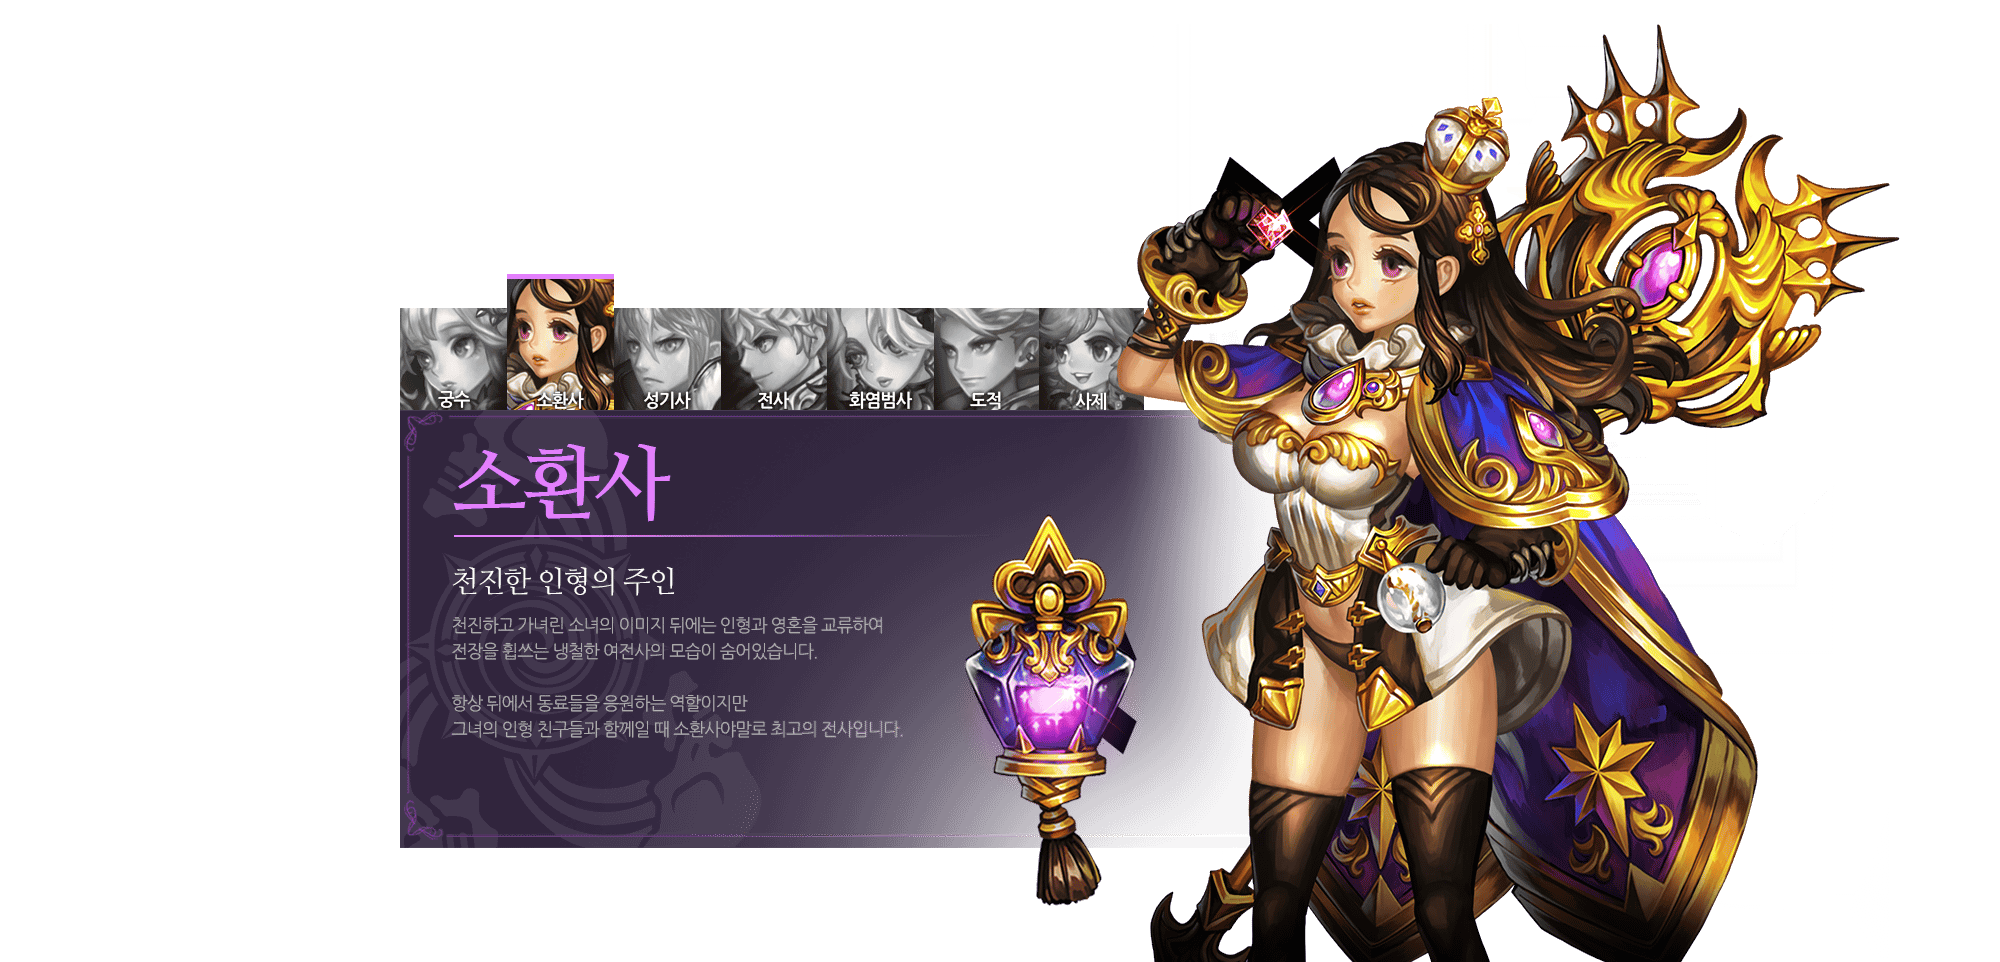 궁수 소환사 성기사 전사 화염범사 도적 사제
소환사
천진한 인형의 주인
천진하고 가녀린 소녀의 이미지 뒤에는 인형과 영혼을 교류하여
전장을 휩쓰는 냉철한 여전사의 모습이 숨어있습니다.
항상 뒤에서 동료들을 응원하는 역할이지만
그녀의 인형 친구들과 함께일 때 소환사야말로 최고의 전사입니다.